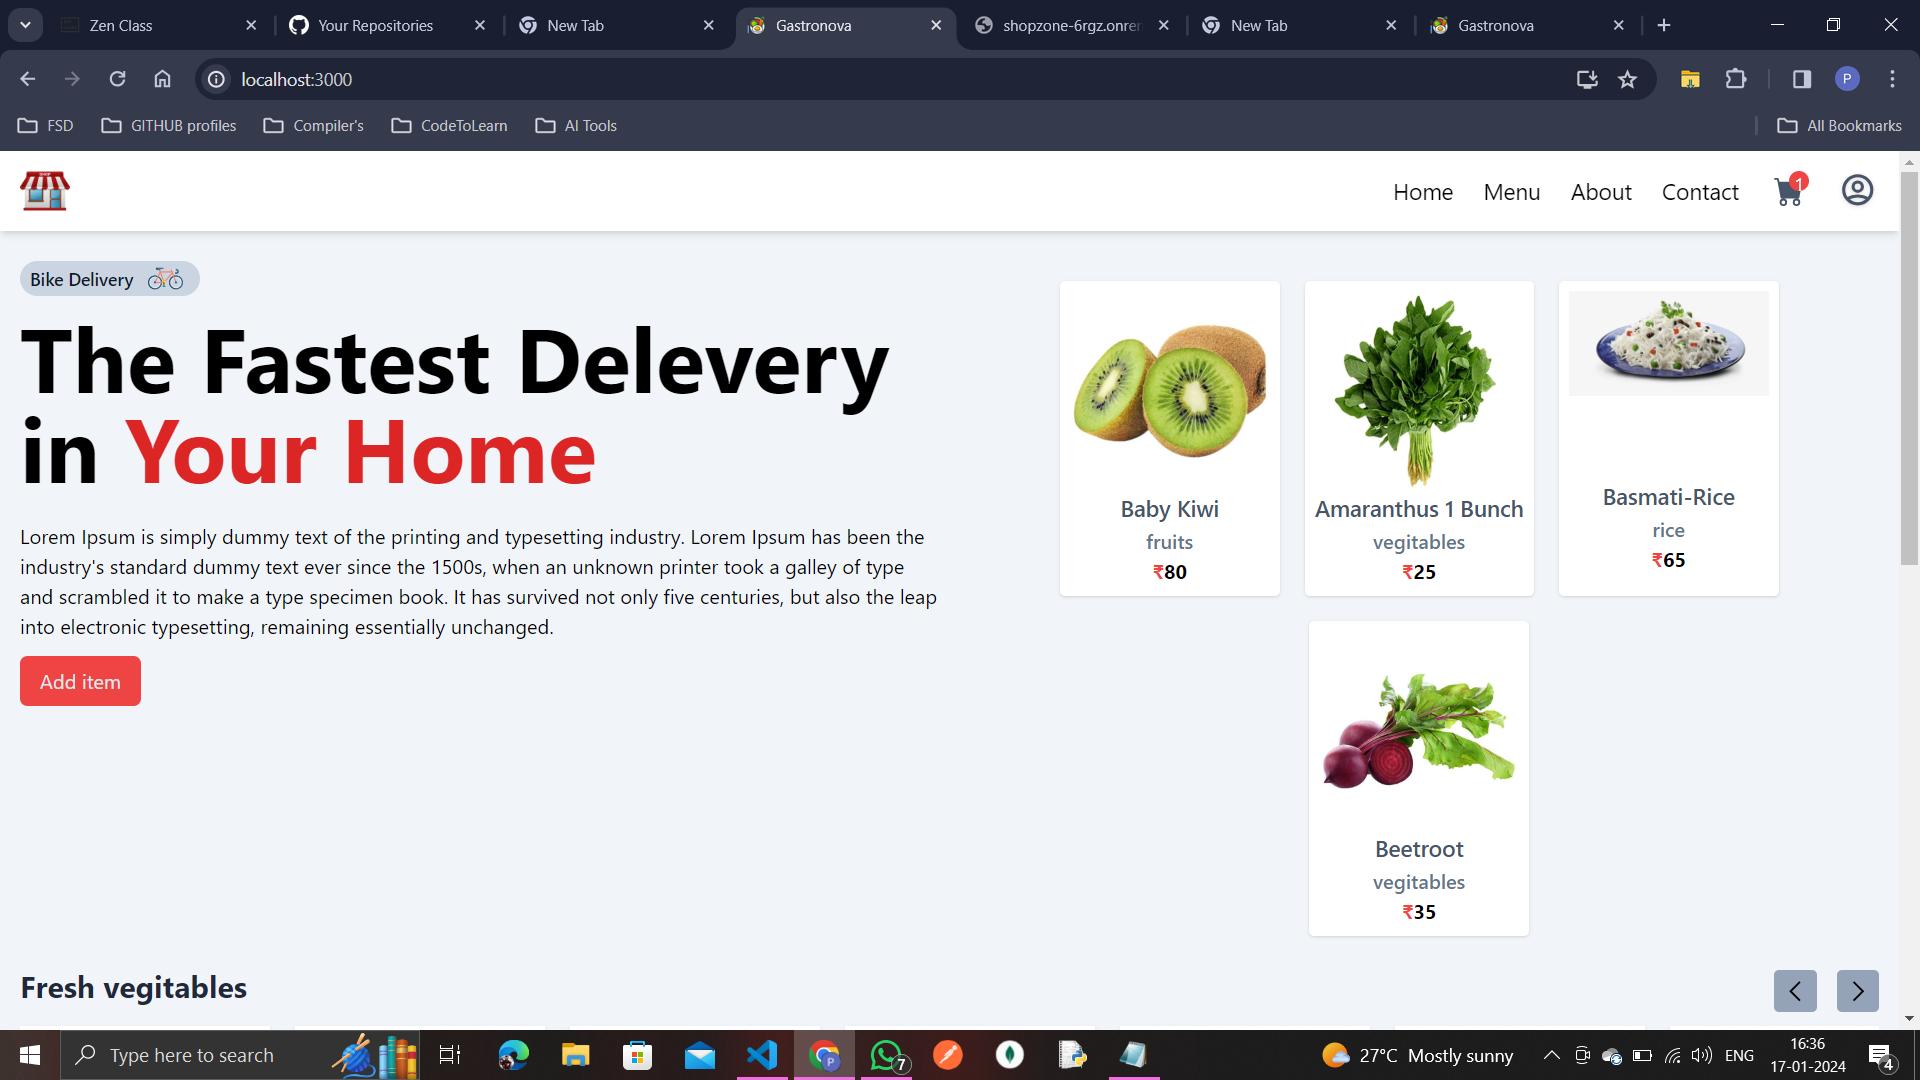 Zen Class
Your Repositories
New Tab
Gastronova
shopzone-6rgz.onren
New Tab
Gastronova
localhost:3000
P
FSD
GITHUB profiles
Compiler's
CodeToLearn
AI Tools
All Bookmarks
SHOP
Home
Menu
About
Contact
1
Bike Delivery
The Fastest Delevery
in Your Home
Lorem Ipsum is simply dummy text of the printing and typesetting industry. Lorem Ipsum has been the
industry's standard dummy text ever since the 1500s, when an unknown printer took a galley of type
and scrambled it to make a type specimen book. It has survived not only five centuries, but also the leap
into electronic typesetting, remaining essentially unchanged.
Add item
Baby Kiwi
fruits
₹80
Amaranthus 1 Bunch
vegitables
₹25
Basmati-Rice
rice
₹65
Beetroot
vegitables
₹35
Fresh vegitables
Type here to search
P
7
27°C Mostly sunny
ENG
16:36
17-01-2024
4